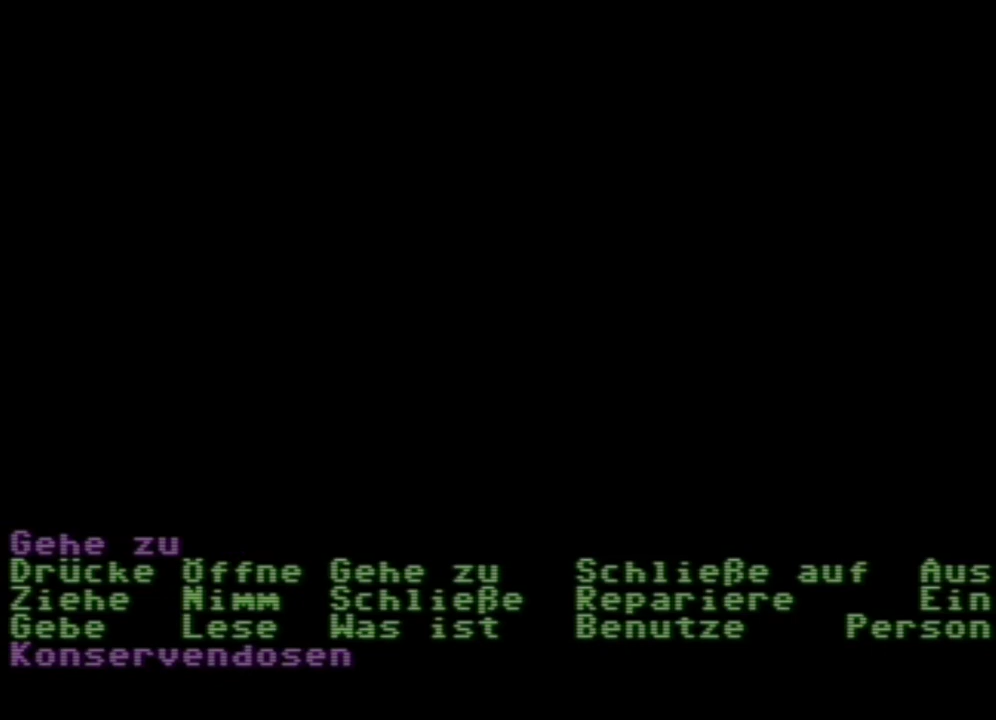 Gehe zu
Drücke Öffne Gehe zu Schließe auf Aus
Ziehe Nimm Schließe Repariere Ein
Gebe Lese Was ist Benutze Person
Konservendosen